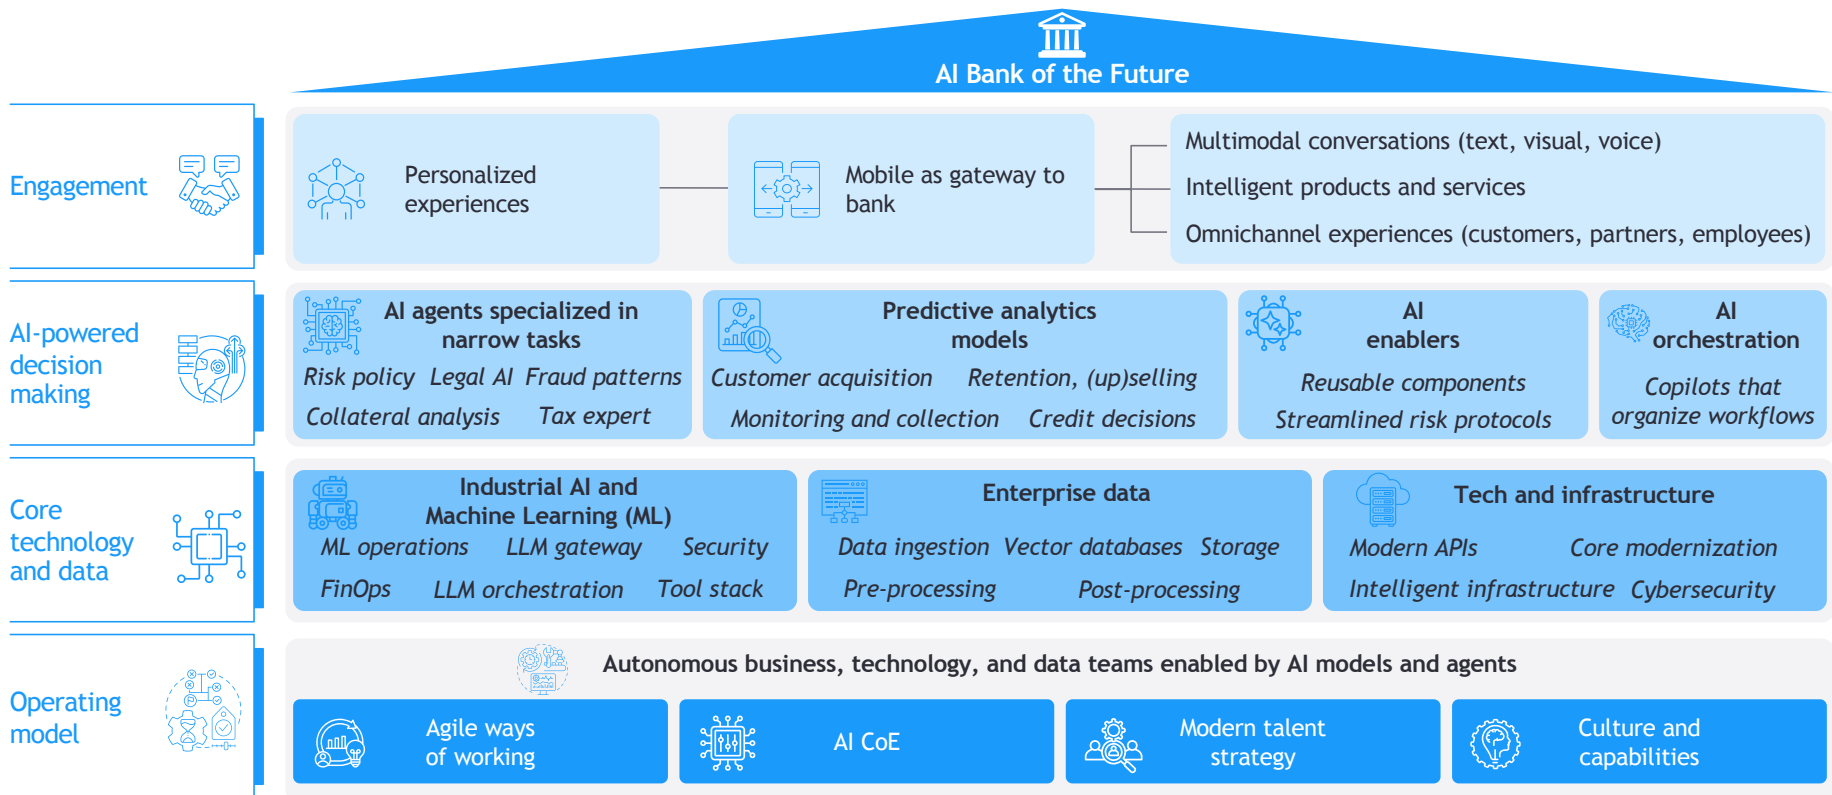 AI Bank of the Future
Engagement
Personalized
experiences
Mobile as gateway to
bank
Multimodal conversations (text, visual, voice)
Intelligent products and services
Omnichannel experiences (customers, partners, employees)
AI-powered
decision
making
AI agents specialized in
narrow tasks
Risk policy Legal AI Fraud patterns
Collateral analysis Tax expert
Predictive analytics
models
Customer acquisition Retention, (up)selling
Monitoring and collection Credit decisions
AI
enablers
Reusable components
Streamlined risk protocols
AI
orchestration
Copilots that
organize workflows
Core
technology
and data
Industrial AI and
Machine Learning (ML)
ML operations LLM gateway Security
FinOps LLM orchestration Tool stack
Enterprise data
Data ingestion Vector databases Storage
Pre-processing Post-processing
Tech and infrastructure
Modern APIs Core modernization
Intelligent infrastructure Cybersecurity
Operating
model
Autonomous business, technology, and data teams enabled by AI models and agents
Agile ways
of working
AI CoE
Modern talent
strategy
Culture and
capabilities